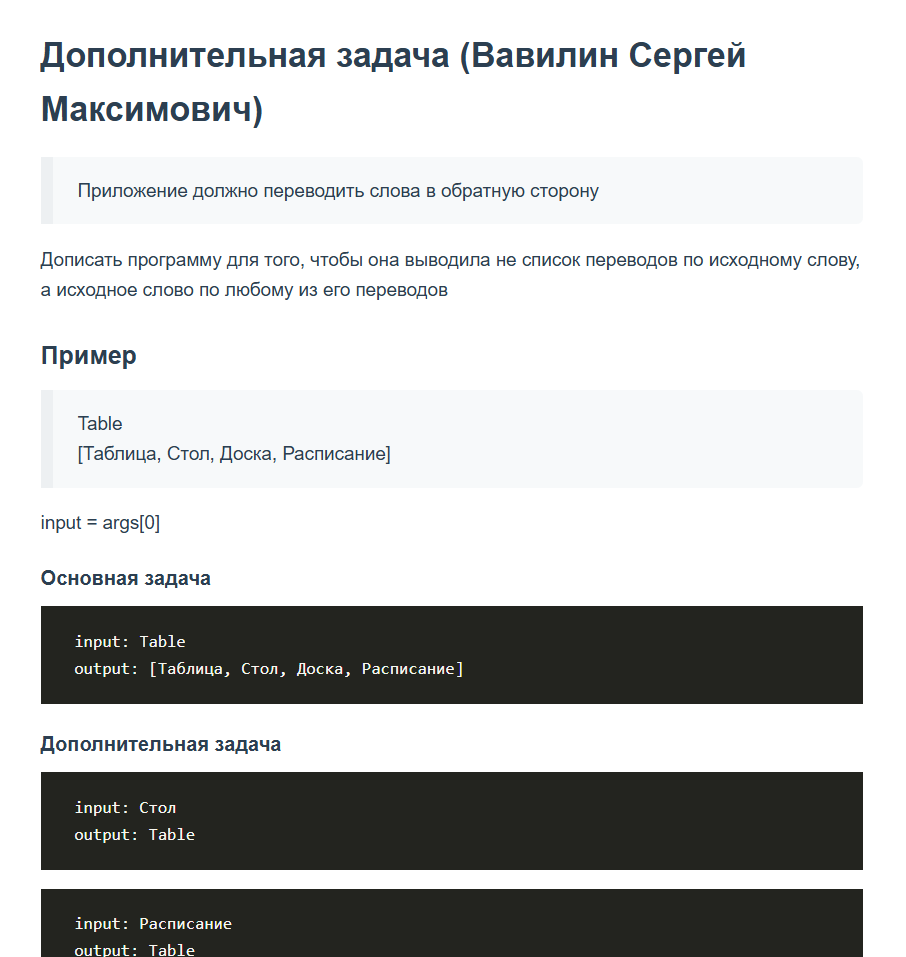 Дополнительная задача (Вавилин Сергей
Максимович)
Приложение должно переводить слова в обратную сторону
Дописать программу для того, чтобы она выводила не список переводов по исходному слову,
а исходное слово по любому из его переводов
Пример
Table
[Таблица, Стол, Доска, Расписание]
input = args[0]
Основная задача
input: Table
output: [Таблица, Стол, Доска, Расписание]
Дополнительная задача
input: Стол
output: Table
input: Расписание
output: Table